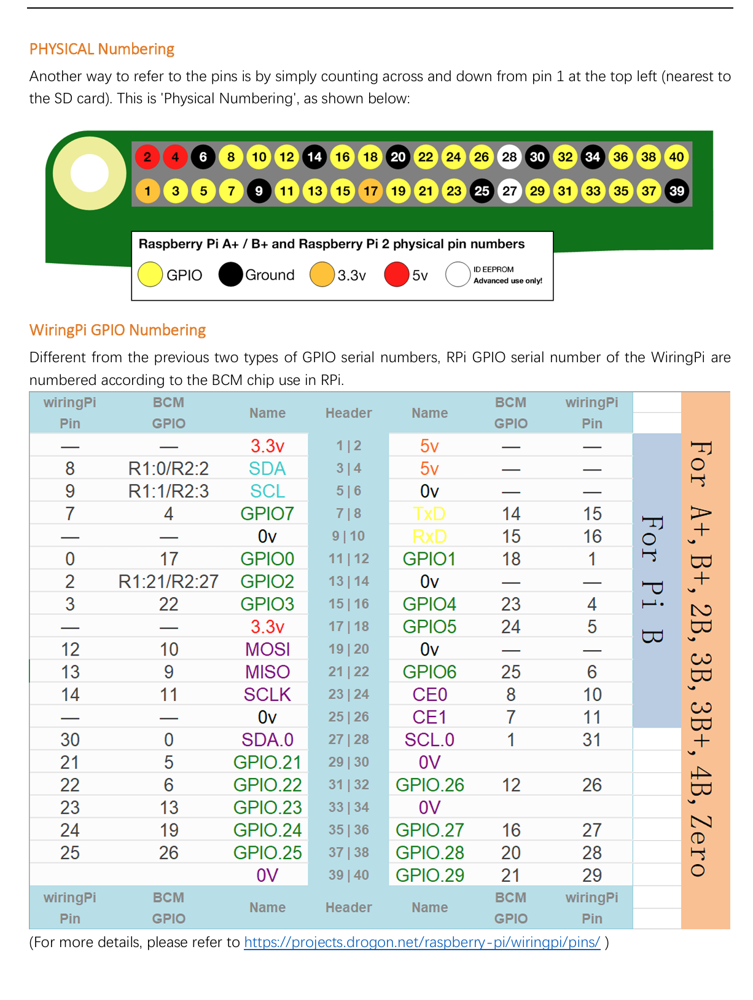 PHYSICAL Numbering
Another way to refer to the pins is by simply counting across and down from pin 1 at the top left (nearest to
the SD card). This is 'Physical Numbering', as shown below:
2 4 6 8 10 12 14 16 18 20 22 24 26 28 30 32 34 36 38 40
1 3 5 7 9 11 13 15 17 19 21 23 25 27 29 31 33 35 37 39
Raspberry Pi A+ / B+ and Raspberry Pi 2 physical pin numbers
GPIO Ground 3.3v 5v ID EEPROM
Advanced use only!
WiringPi GPIO Numbering
Different from the previous two types of GPIO serial numbers, RPi GPIO serial number of the WiringPi are
numbered according to the BCM chip use in RPi.
wiringPi Pin BCM GPIO Name Header Name BCM GPIO wiringPi Pin
— — 3.3v 1 | 2 5v — —
8 R1:0/R2:2 SDA 3 | 4 5v — —
9 R1:1/R2:3 SCL 5 | 6 0v — —
7 4 GPIO7 7 | 8 TxD 14 15
— — 0v 9 | 10 RxD 15 16
0 17 GPIO0 11 | 12 GPIO1 18 1
2 R1:21/R2:27 GPIO2 13 | 14 0v — —
3 22 GPIO3 15 | 16 GPIO4 23 4
— — 3.3v 17 | 18 GPIO5 24 5
12 10 MOSI 19 | 20 0v — —
13 9 MISO 21 | 22 GPIO6 25 6
14 11 SCLK 23 | 24 CE0 8 10
— — 0v 25 | 26 CE1 7 11
30 0 SDA.0 27 | 28 SCL.0 1 31
21 5 GPIO.21 29 | 30 0V
22 6 GPIO.22 31 | 32 GPIO.26 12 26
23 13 GPIO.23 33 | 34 0V
24 19 GPIO.24 35 | 36 GPIO.27 16 27
25 26 GPIO.25 37 | 38 GPIO.28 20 28
0V 39 | 40 GPIO.29 21 29
wiringPi Pin BCM GPIO Name Header Name BCM GPIO wiringPi Pin
For Pi B
For A+, B+, 2B, 3B, 3B+, 4B, Zero
(For more details, please refer to https://projects.drogon.net/raspberry-pi/wiringpi/pins/ )